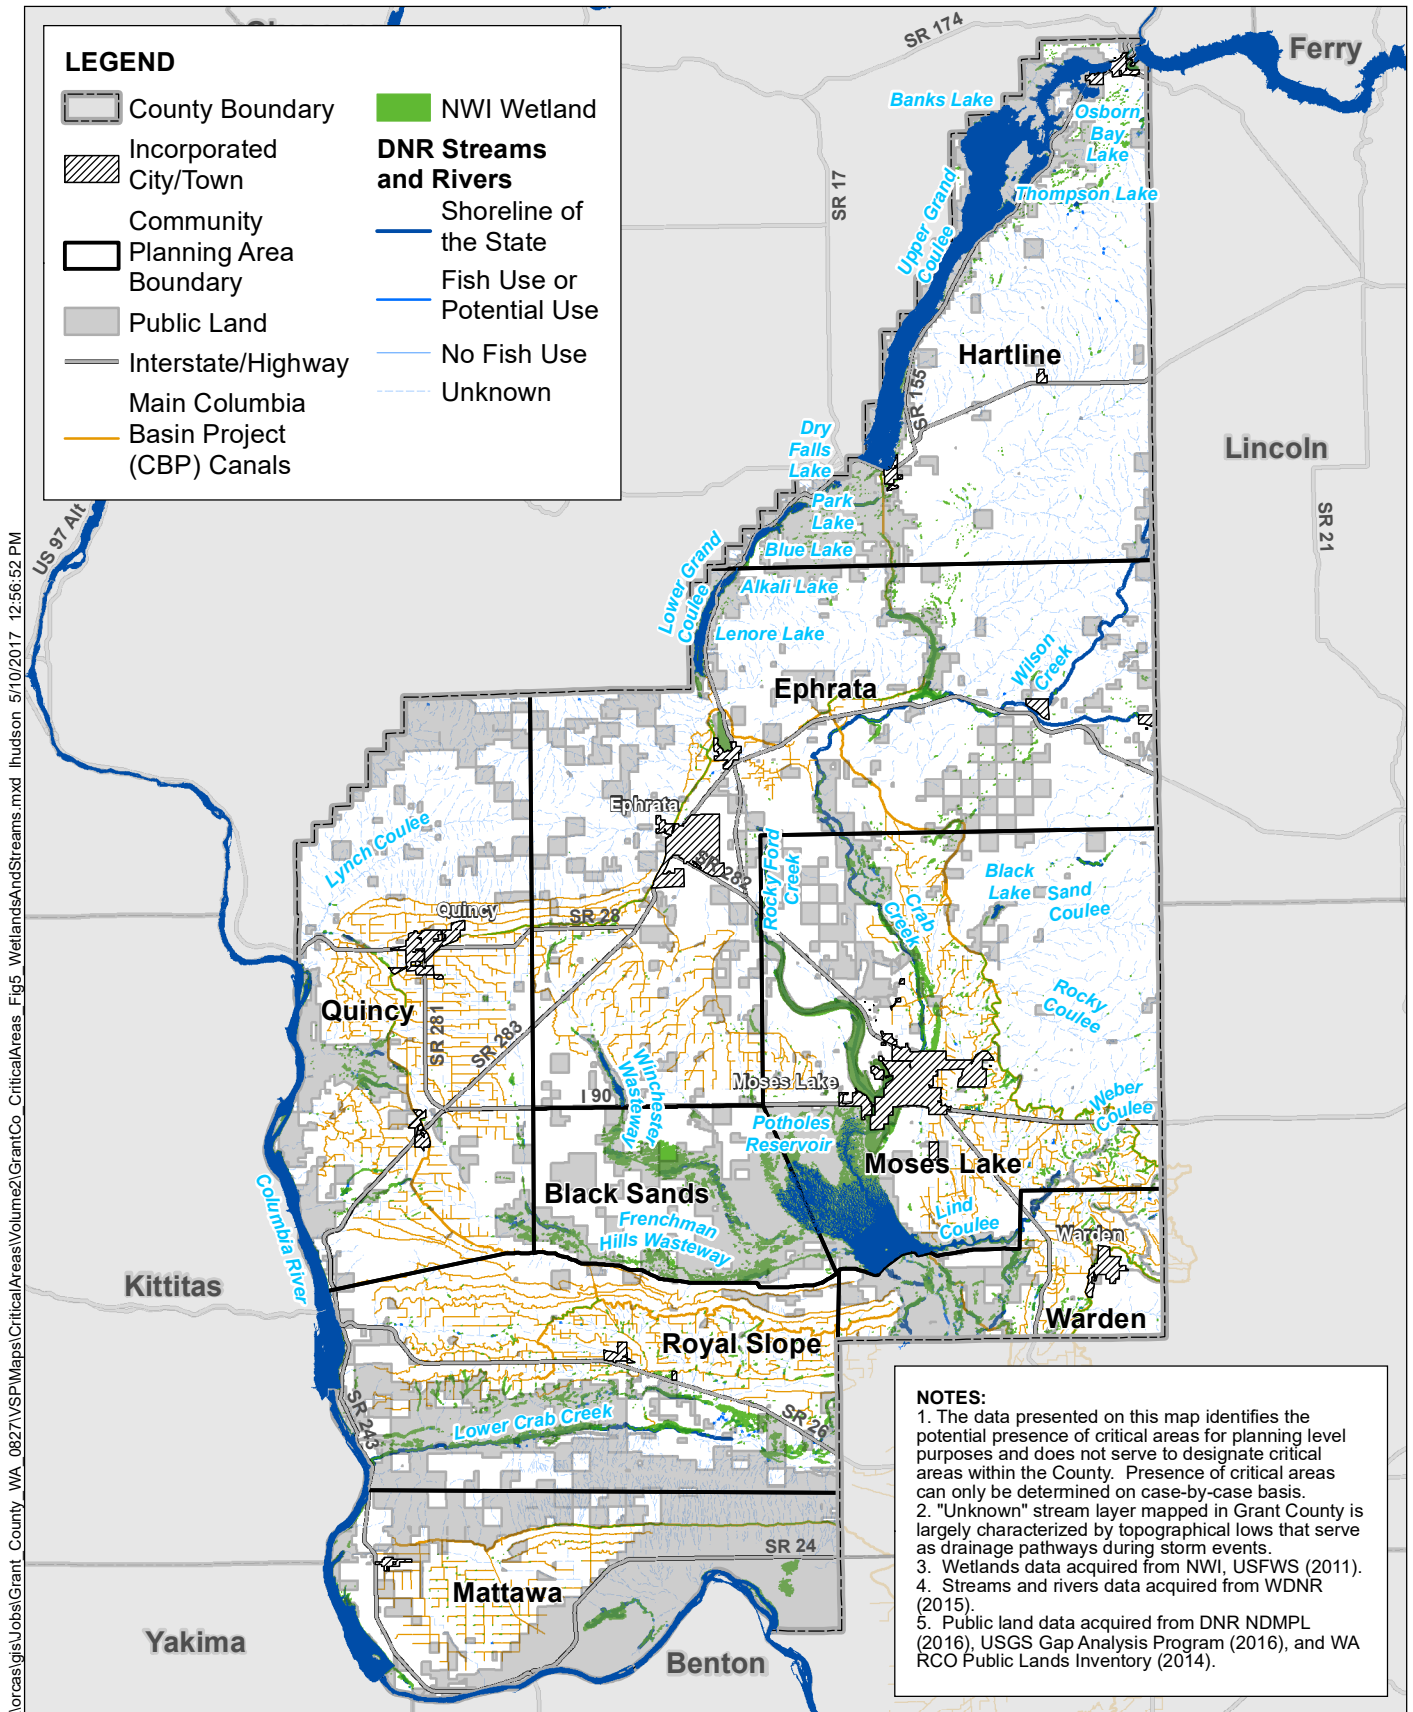 LEGEND
County Boundary
Incorporated
City/Town
Community
Planning Area
Boundary
Public Land
Interstate/Highway
Main Columbia
Basin Project
(CBP) Canals
NWI Wetland
DNR Streams
and Rivers
Shoreline of
the State
Fish Use or
Potential Use
No Fish Use
Unknown
SR 174
Ferry
Banks Lake
Osborn
Bay
Lake
SR 17
Thompson Lake
Upper Grand
Coulee
Hartline
SR 155
Dry
Falls
Lake
Lincoln
Park
Lake
SR 21
US 97 Alt
Blue Lake
Lower Grand
Coulee
Alkali Lake
Lenore Lake
Wilson
Creek
Ephrata
Ephrata
Lynch Coulee
SR 282
Rocky Ford
Creek
Black
Lake
Sand
Coulee
Crab
Creek
Quincy
SR 28
Quincy
SR 281
SR 283
Rocky
Coulee
Winchester
Wasteway
Moses Lake
I 90
Weber
Coulee
Potholes
Reservoir
Moses Lake
Black Sands
Columbia River
Frenchman
Hills Wasteway
Lind
Coulee
Warden
Kittitas
Warden
Royal Slope
SR 243
Lower Crab Creek
SR 26
SR 24
Mattawa
Yakima
Benton
NOTES:
1. The data presented on this map identifies the
potential presence of critical areas for planning level
purposes and does not serve to designate critical
areas within the County. Presence of critical areas
can only be determined on case-by-case basis.
2. "Unknown" stream layer mapped in Grant County is
largely characterized by topographical lows that serve
as drainage pathways during storm events.
3. Wetlands data acquired from NWI, USFWS (2011).
4. Streams and rivers data acquired from WDNR
(2015).
5. Public land data acquired from DNR NDMPL
(2016), USGS Gap Analysis Program (2016), and WA
RCO Public Lands Inventory (2014).
\orcas\gis\Jobs\Grant_County_WA_0827\VSP\Maps\CriticalAreas\Volume2\GrantCo_CriticalAreas_Fig5_WetlandsAndStreams.mxd lhudson 5/10/2017 12:56:52 PM